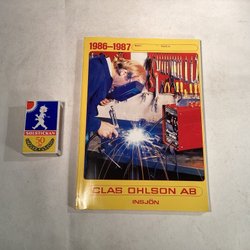 1986–1987
SOLSTICKAN
CLAS OHLSON AB
INSJÖN